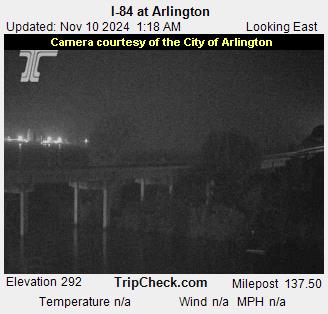 I-84 at Arlington
Updated: Nov 10 2024 1:18 AM Looking East
Camera courtesy of the City of Arlington
Elevation 292 TripCheck.com Milepost 137.50
Temperature n/a Wind n/a MPH n/a